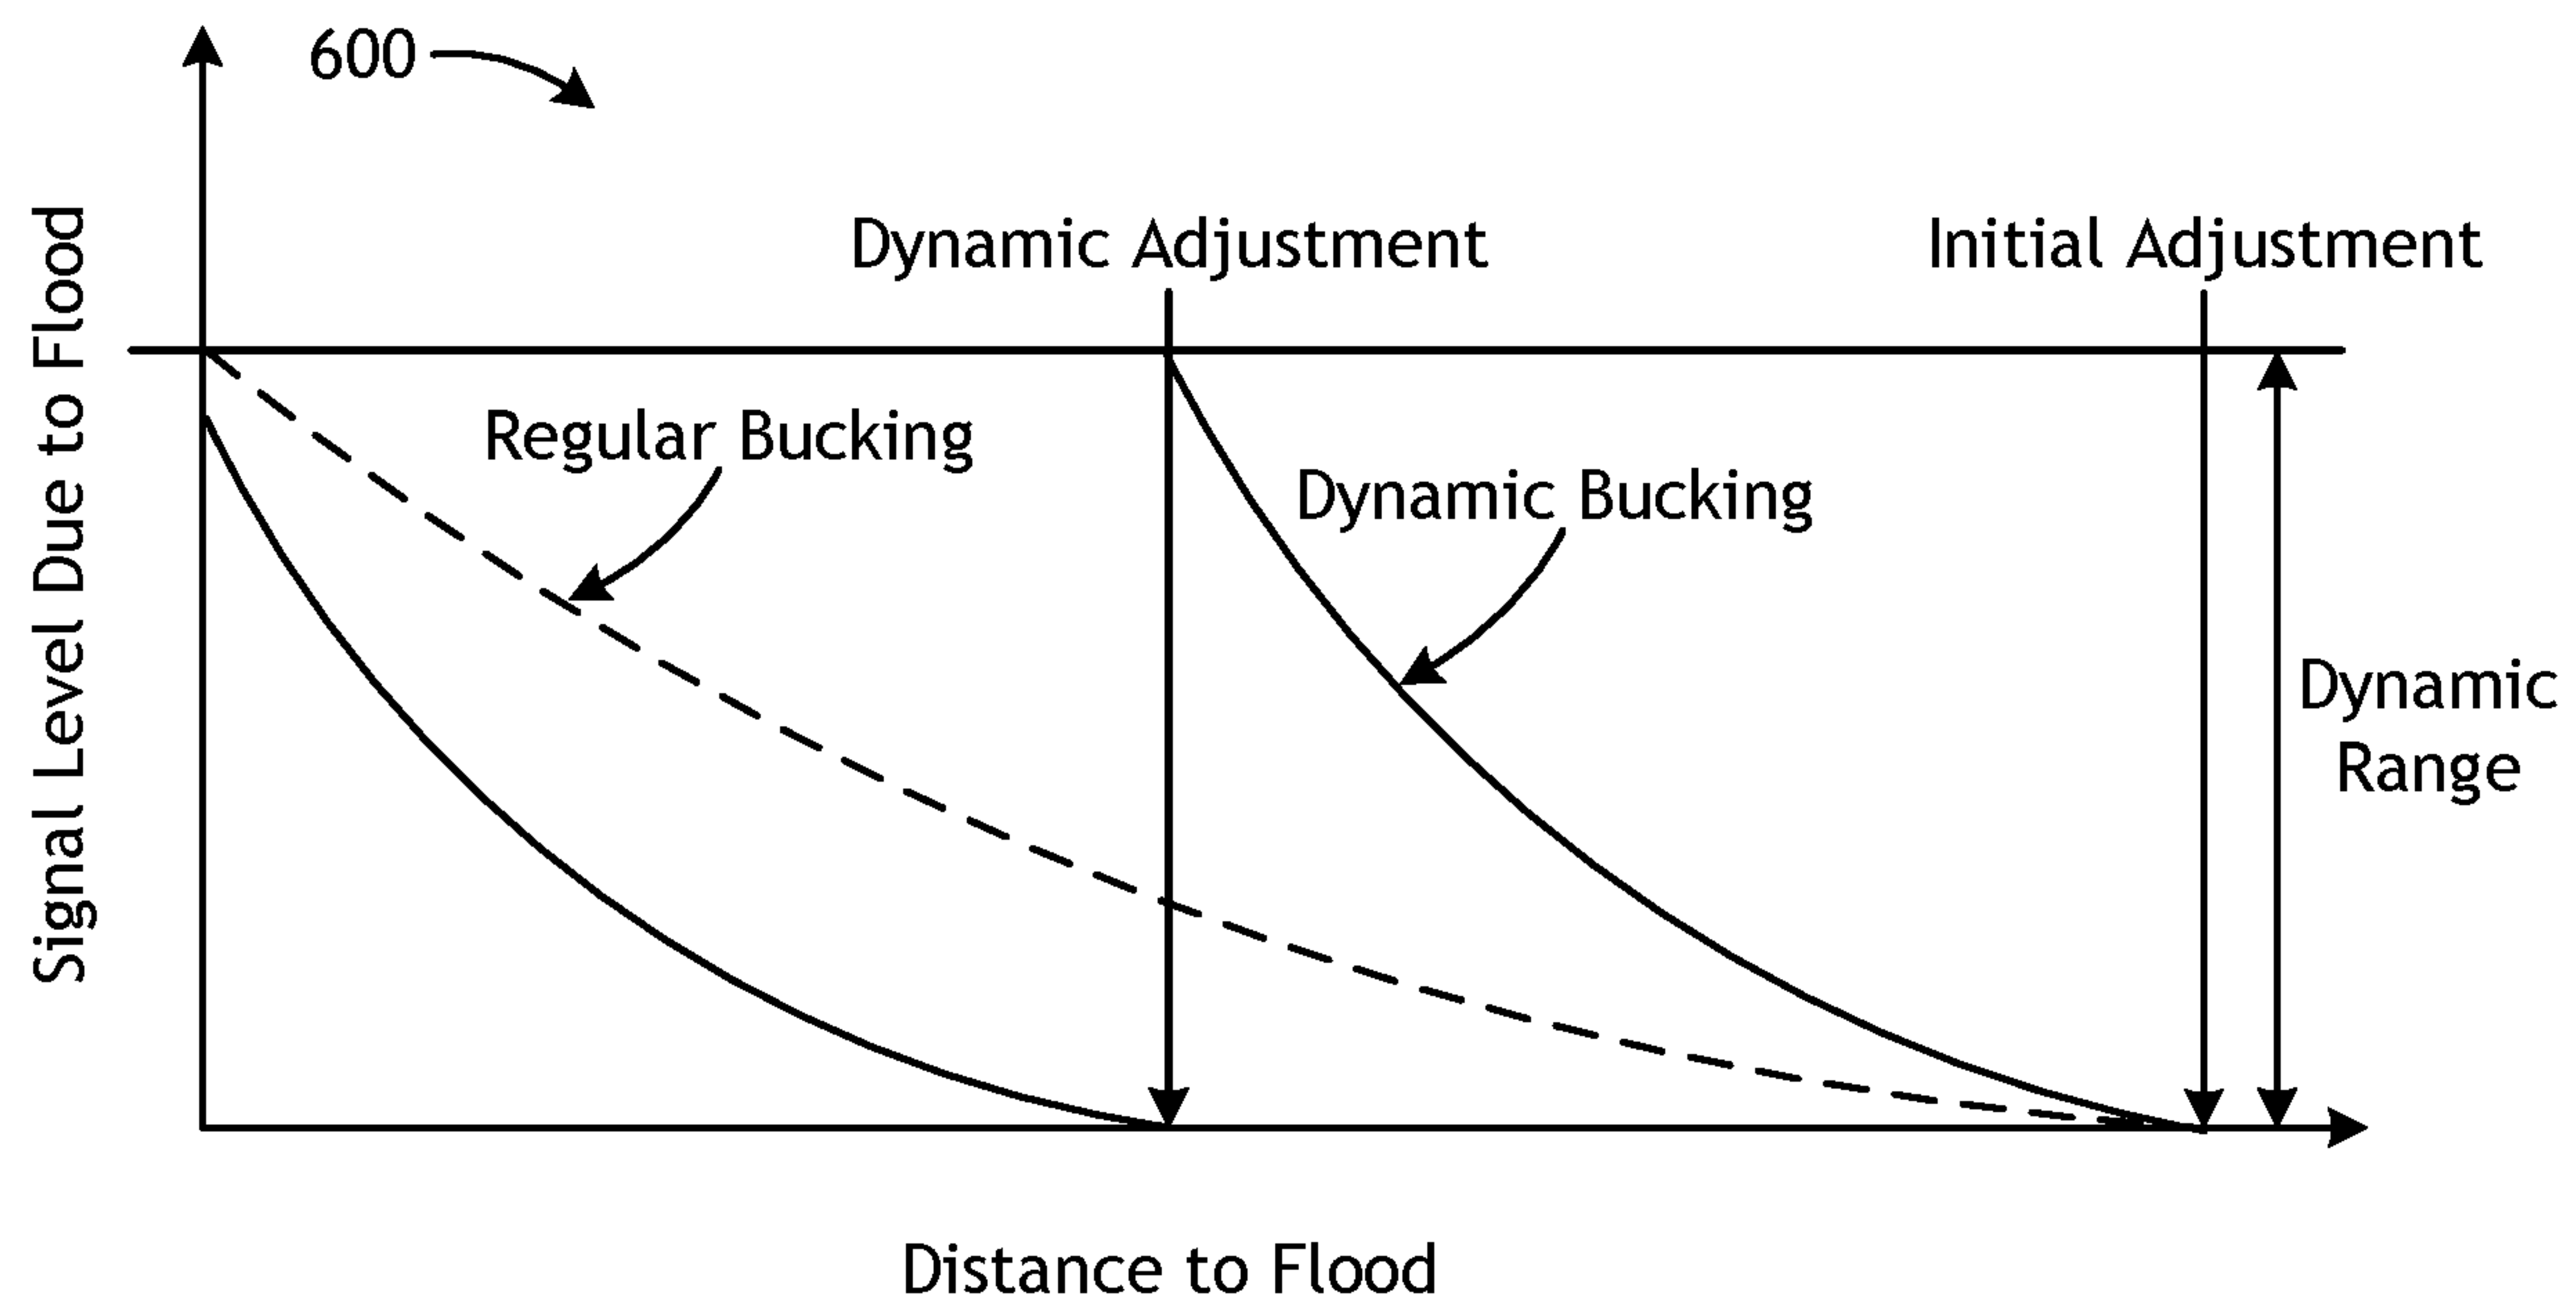 600
Dynamic Adjustment
Initial Adjustment
Signal Level Due to Flood
Regular Bucking
Dynamic Bucking
Dynamic
Range
Distance to Flood